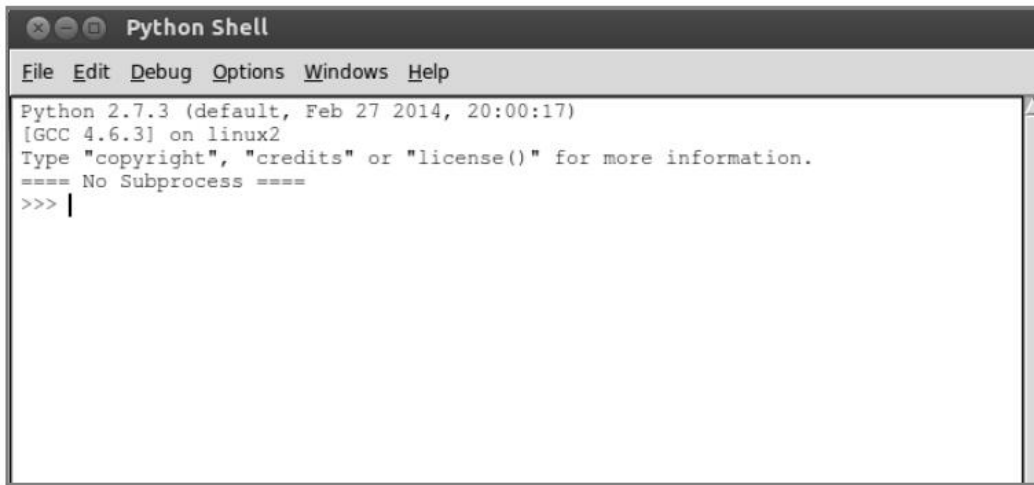 Python Shell
File Edit Debug Options Windows Help
Python 2.7.3 (default, Feb 27 2014, 20:00:17)
[GCC 4.6.3] on linux2
Type "copyright", "credits" or "license()" for more information.
==== No Subprocess ====
>>>